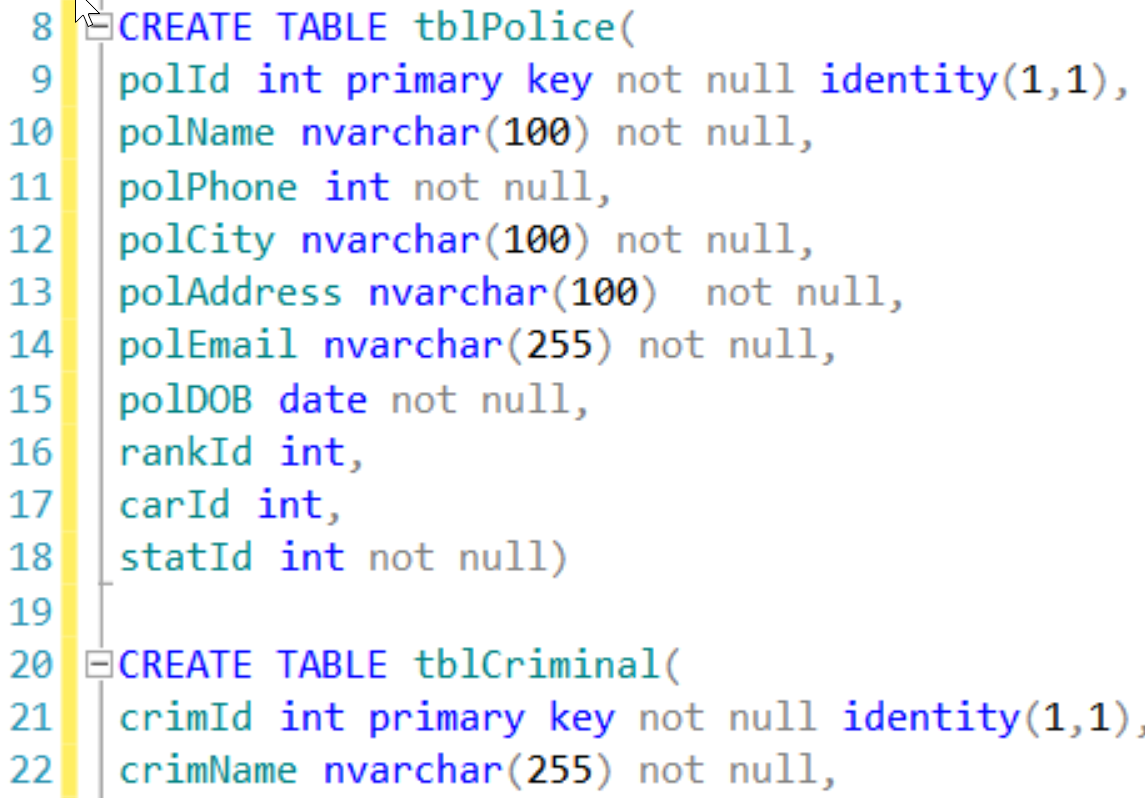 8 CREATE TABLE tblPolice(
9 polId int primary key not null identity(1,1),
10 polName nvarchar(100) not null,
11 polPhone int not null,
12 polCity nvarchar(100) not null,
13 polAddress nvarchar(100)  not null,
14 polEmail nvarchar(255) not null,
15 polDOB date not null,
16 rankId int,
17 carId int,
18 statId int not null)
19
20 CREATE TABLE tblCriminal(
21 crimId int primary key not null identity(1,1),
22 crimName nvarchar(255) not null,